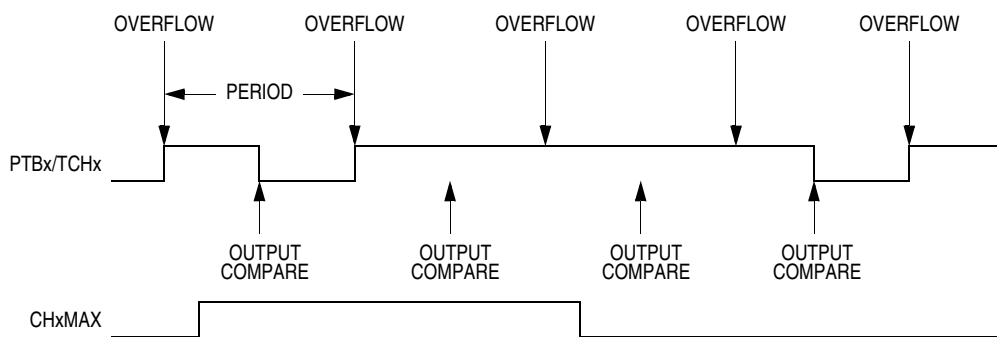 OVERFLOW OVERFLOW OVERFLOW OVERFLOW OVERFLOW
PERIOD
PTBx/TCHx
OUTPUT COMPARE
OUTPUT COMPARE
OUTPUT COMPARE
OUTPUT COMPARE
CHxMAX